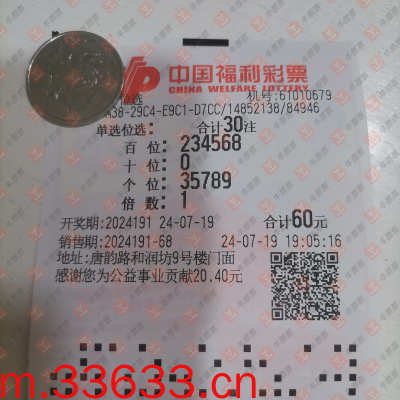 中国福利彩票
CHINA WELFARE LOTTERY
位选 机号:61010679
A38-29C4-E9C1-D7CC/14852138/84946
单选位选: 合计30注
百 位: 234568
十 位: 0
个 位: 35789
倍 数: 1
开奖期:2024191 24-07-19 合计60元
销售期:2024191-68 24-07-19 19:05:16
地址:唐韵路和润坊9号楼门面
感谢您为公益事业贡献20.40元
m.33633.cn